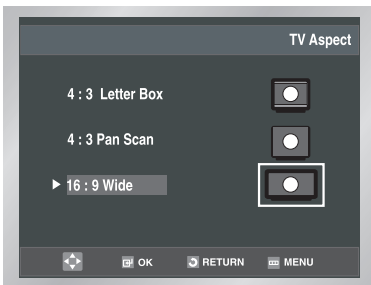 TV Aspect
4 : 3 Letter Box
4 : 3 Pan Scan
16 : 9 Wide
OK RETURN MENU